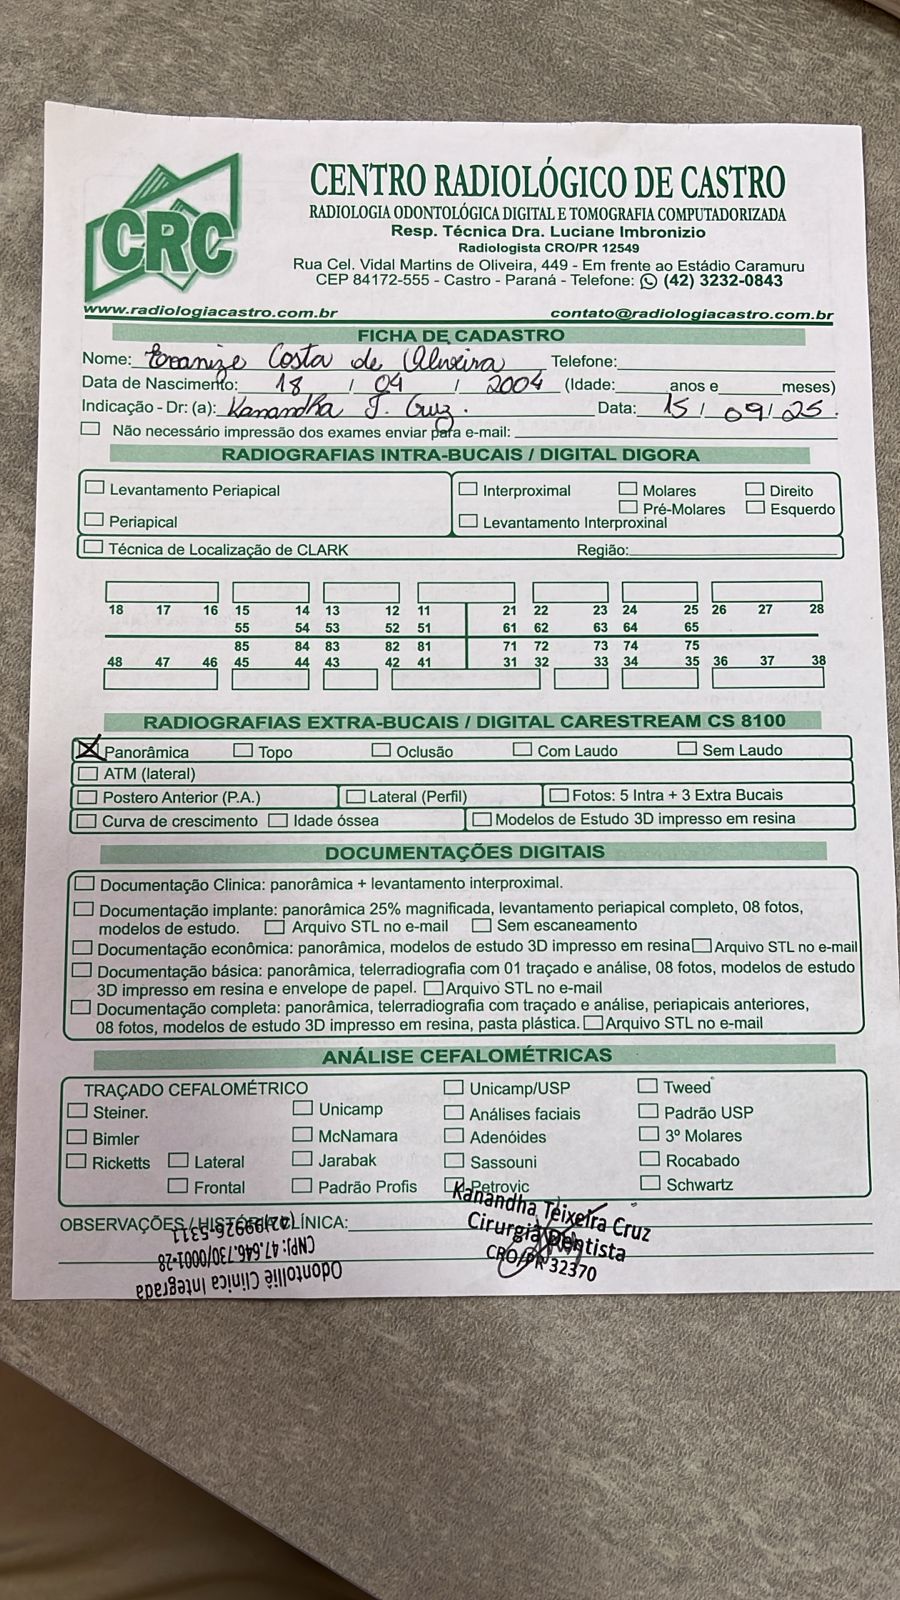 CRC
CENTRO RADIOLÓGICO DE CASTRO
RADIOLOGIA ODONTOLÓGICA DIGITAL E TOMOGRAFIA COMPUTADORIZADA
Resp. Técnica Dra. Luciane Imbronizio
Radiologista CRO/PR 12549
Rua Cel. Vidal Martins de Oliveira, 449 - Em frente ao Estádio Caramuru
CEP 84172-555 - Castro - Paraná - Telefone: (42) 3232-0843
www.radiologiacastro.com.br contato@radiologiacastro.com.br
FICHA DE CADASTRO
Nome: Costa de Oliveira Telefone:
Data de Nascimento: 18 / 04 / 2004 (Idade: anos e meses)
Indicação - Dr: (a): Kanandha T. Cruz. Data: 15 / 09 / 25.
Não necessário impressão dos exames enviar para e-mail:
RADIOGRAFIAS INTRA-BUCAIS / DIGITAL DIGORA
Levantamento Periapical Interproximal Molares Direito
Pré-Molares Esquerdo
Periapical Levantamento Interproxinal
Técnica de Localização de CLARK Região:
18 17 16 15 14 13 12 11 21 22 23 24 25 26 27 28
55 54 53 52 51 61 62 63 64 65
85 84 83 82 81 71 72 73 74 75
48 47 46 45 44 43 42 41 31 32 33 34 35 36 37 38
RADIOGRAFIAS EXTRA-BUCAIS / DIGITAL CARESTREAM CS 8100
X Panorâmica Topo Oclusão Com Laudo Sem Laudo
ATM (lateral)
Postero Anterior (P.A.) Lateral (Perfil) Fotos: 5 Intra + 3 Extra Bucais
Curva de crescimento Idade óssea Modelos de Estudo 3D impresso em resina
DOCUMENTAÇÕES DIGITAIS
Documentação Clinica: panorâmica + levantamento interproximal.
Documentação implante: panorâmica 25% magnificada, levantamento periapical completo, 08 fotos,
modelos de estudo. Arquivo STL no e-mail Sem escaneamento
Documentação econômica: panorâmica, modelos de estudo 3D impresso em resina Arquivo STL no e-mail
Documentação básica: panorâmica, telerradiografia com 01 traçado e análise, 08 fotos, modelos de estudo
3D impresso em resina e envelope de papel. Arquivo STL no e-mail
Documentação completa: panorâmica, telerradiografia com traçado e análise, periapicais anteriores,
08 fotos, modelos de estudo 3D impresso em resina, pasta plástica. Arquivo STL no e-mail
ANÁLISE CEFALOMÉTRICAS
TRAÇADO CEFALOMÉTRICO Unicamp/USP Tweed
Steiner. Unicamp Análises faciais Padrão USP
Bimler McNamara Adenóides 3º Molares
Ricketts Lateral Jarabak Sassouni Rocabado
Frontal Padrão Profis Petrovic Schwartz
OBSERVAÇÕES / HISTÓRIA CLÍNICA:
Kanandha Teixeira Cruz
Cirurgiã Dentista
CRO/PR 32370
Odontolliê Clínica Integrada
CNPJ: 47.646.730/0001-28
(42)99926-5311